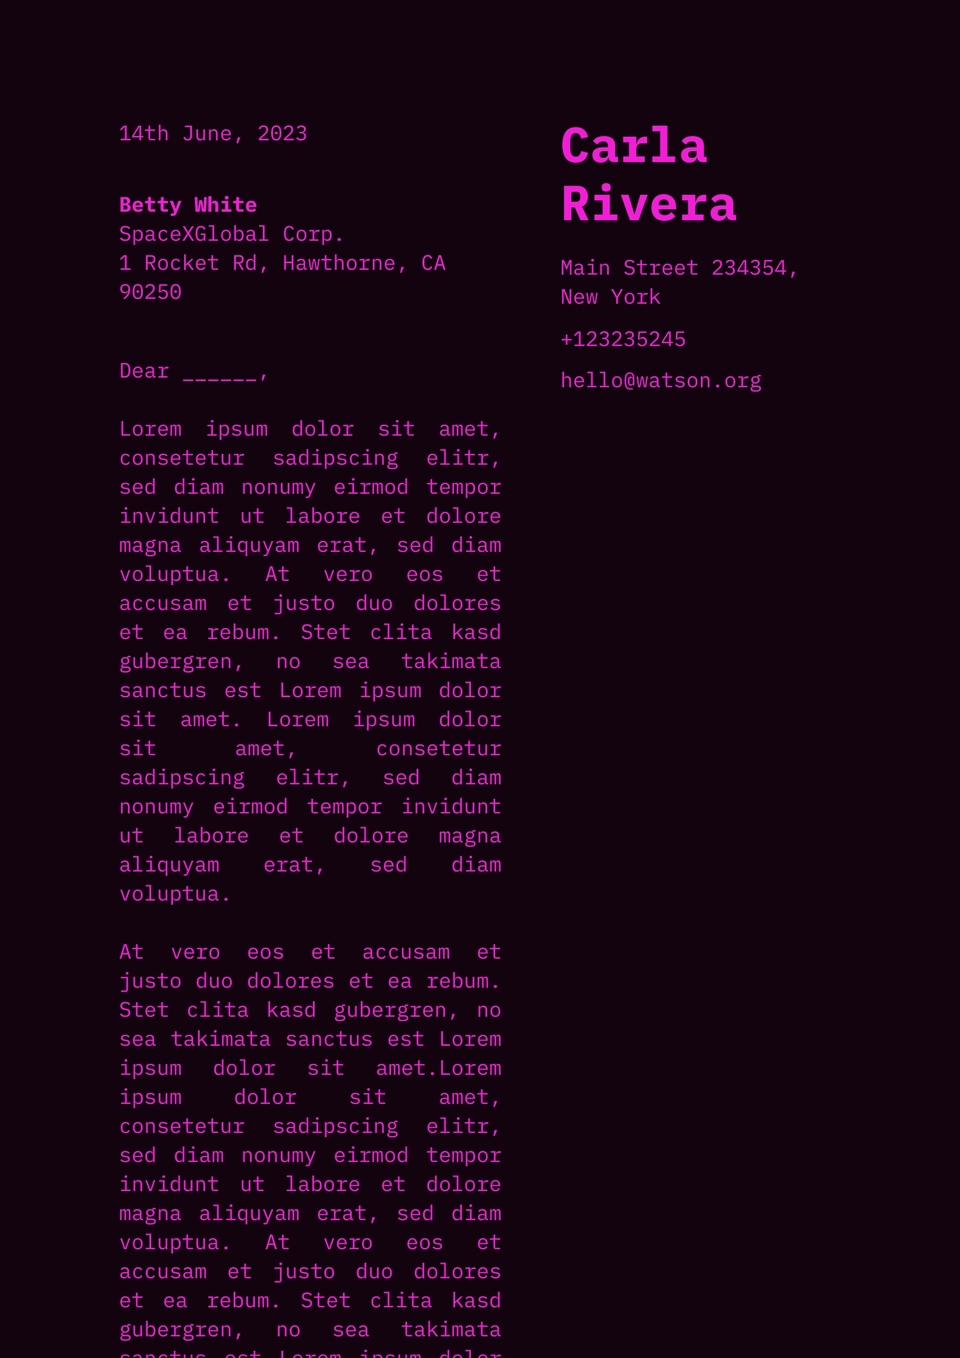 14th June, 2023
Betty White
SpaceXGlobal Corp.
1 Rocket Rd, Hawthorne, CA
90250
Dear ______,
Lorem ipsum dolor sit amet,
consetetur sadipscing elitr,
sed diam nonumy eirmod tempor
invidunt ut labore et dolore
magna aliquyam erat, sed diam
voluptua. At vero eos et
accusam et justo duo dolores
et ea rebum. Stet clita kasd
gubergren, no sea takimata
sanctus est Lorem ipsum dolor
sit amet. Lorem ipsum dolor
sit amet, consetetur
sadipscing elitr, sed diam
nonumy eirmod tempor invidunt
ut labore et dolore magna
aliquyam erat, sed diam
voluptua.
At vero eos et accusam et
justo duo dolores et ea rebum.
Stet clita kasd gubergren, no
sea takimata sanctus est Lorem
ipsum dolor sit amet.Lorem
ipsum dolor sit amet,
consetetur sadipscing elitr,
sed diam nonumy eirmod tempor
invidunt ut labore et dolore
magna aliquyam erat, sed diam
voluptua. At vero eos et
accusam et justo duo dolores
et ea rebum. Stet clita kasd
gubergren, no sea takimata
sanctus est Lorem ipsum dolor
Carla
Rivera
Main Street 234354,
New York
+123235245
hello@watson.org